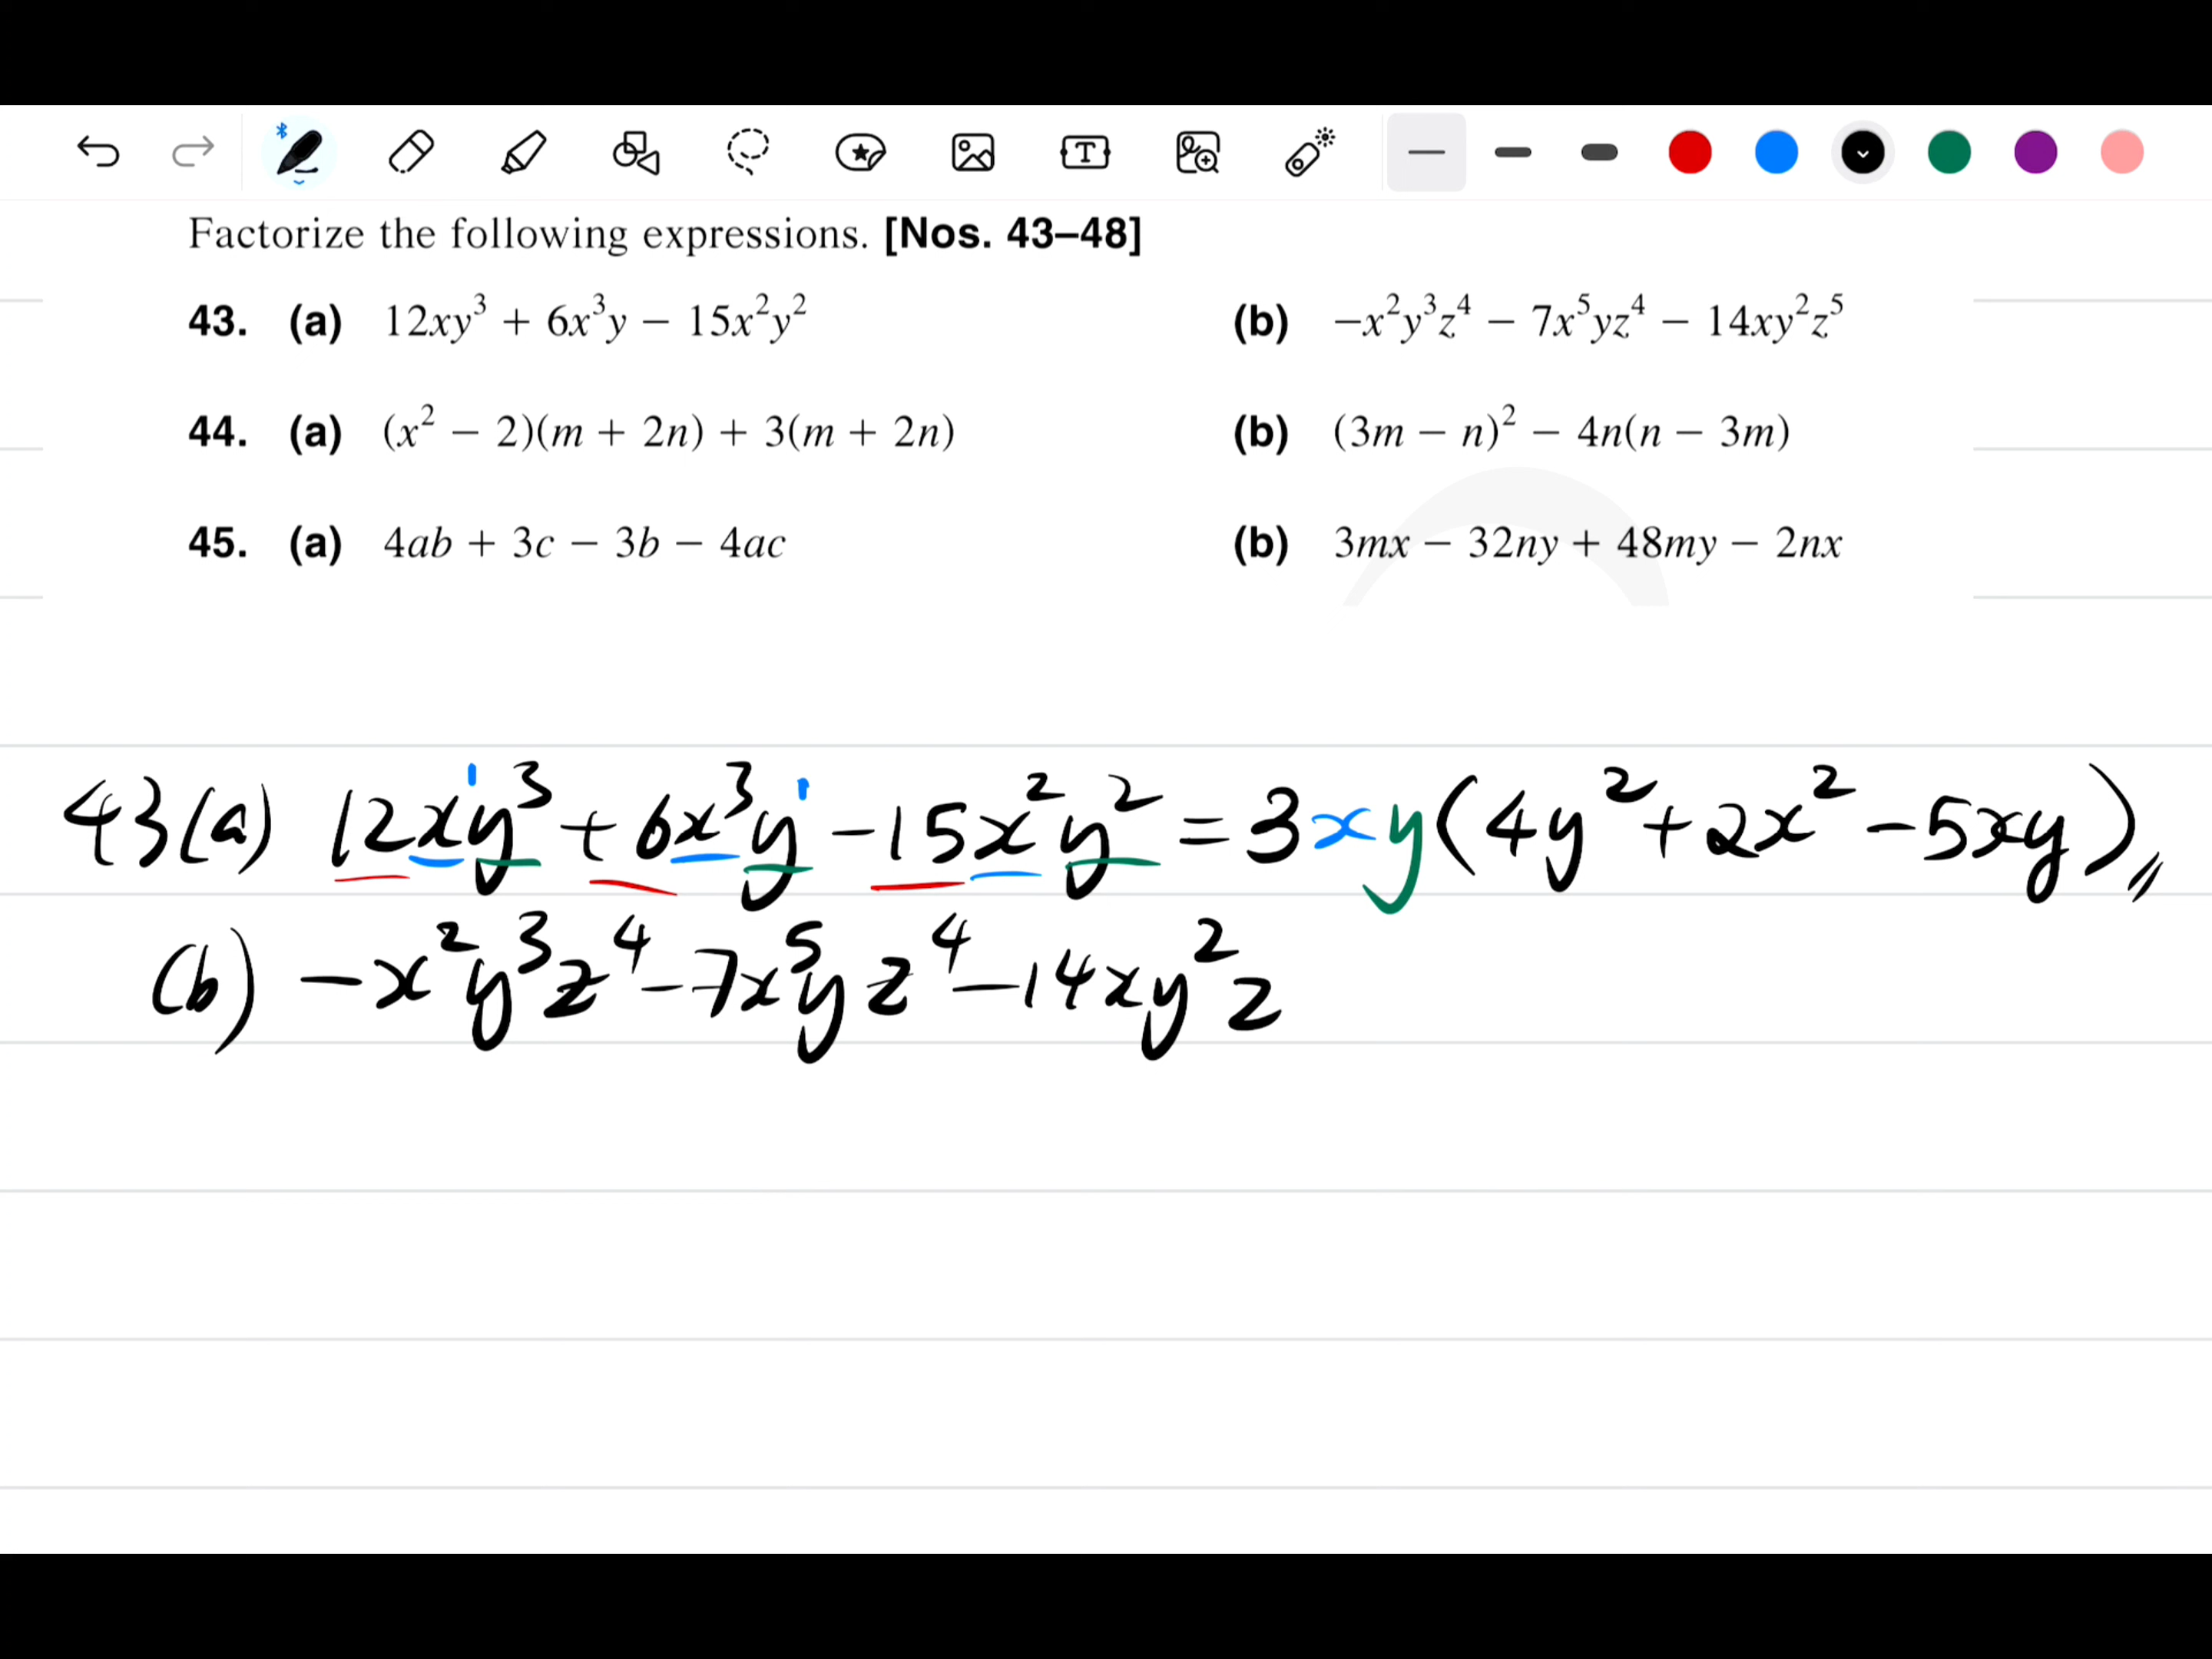 Factorize the following expressions. [Nos. 43–48]
43. (a) 12xy³ + 6x³y − 15x²y² (b) −x²y³z⁴ − 7x⁵yz⁴ − 14xy²z⁵
44. (a) (x² − 2)(m + 2n) + 3(m + 2n) (b) (3m − n)² − 4n(n − 3m)
45. (a) 4ab + 3c − 3b − 4ac (b) 3mx − 32ny + 48my − 2nx
43(a) 12x¹y³ + 6x³y¹ − 15x²y² = 3xy(4y² + 2x² − 5xy)
(b) −x²y³z⁴ − 7x⁵yz⁴ − 14xy²z